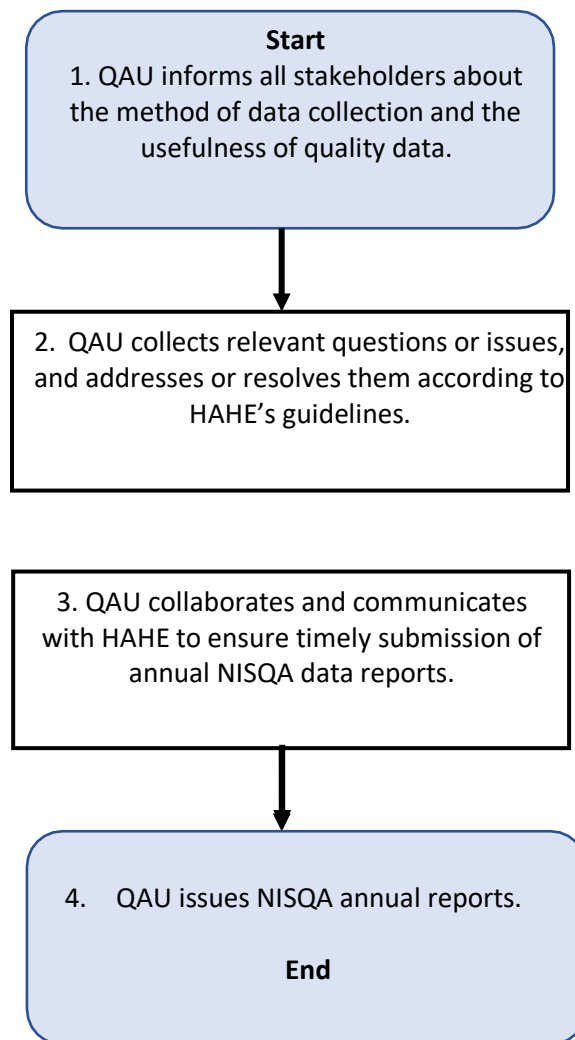 Start
1. QAU informs all stakeholders about
the method of data collection and the
usefulness of quality data.
2. QAU collects relevant questions or issues,
and addresses or resolves them according to
HAHE’s guidelines.
3. QAU collaborates and communicates
with HAHE to ensure timely submission of
annual NISQA data reports.
4. QAU issues NISQA annual reports.
End